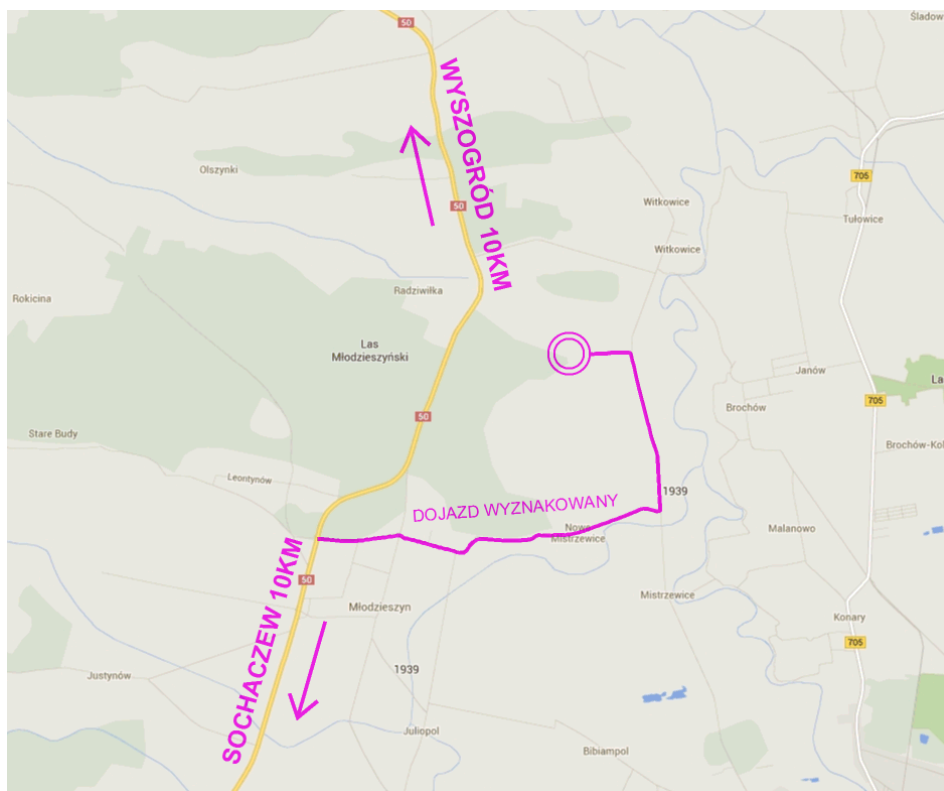 50
Śladow
WYSZOGRÓD 10KM
Olszynki
705
Witkowice
50
Tułowice
Witkowice
Radziwiłka
Rokicina
Las
Młodzieszyński
Janów
La
705
Brochów
50
Stare Budy
Brochów-Kol
Leontynów
1939
DOJAZD WYZNAKOWANY
Nowe
Mistrzewice
Malanowo
SOCHACZEW 10KM
50
Mistrzewice
Młodzieszyn
Konary
705
1939
Justynów
Juliopol
Bibiampol